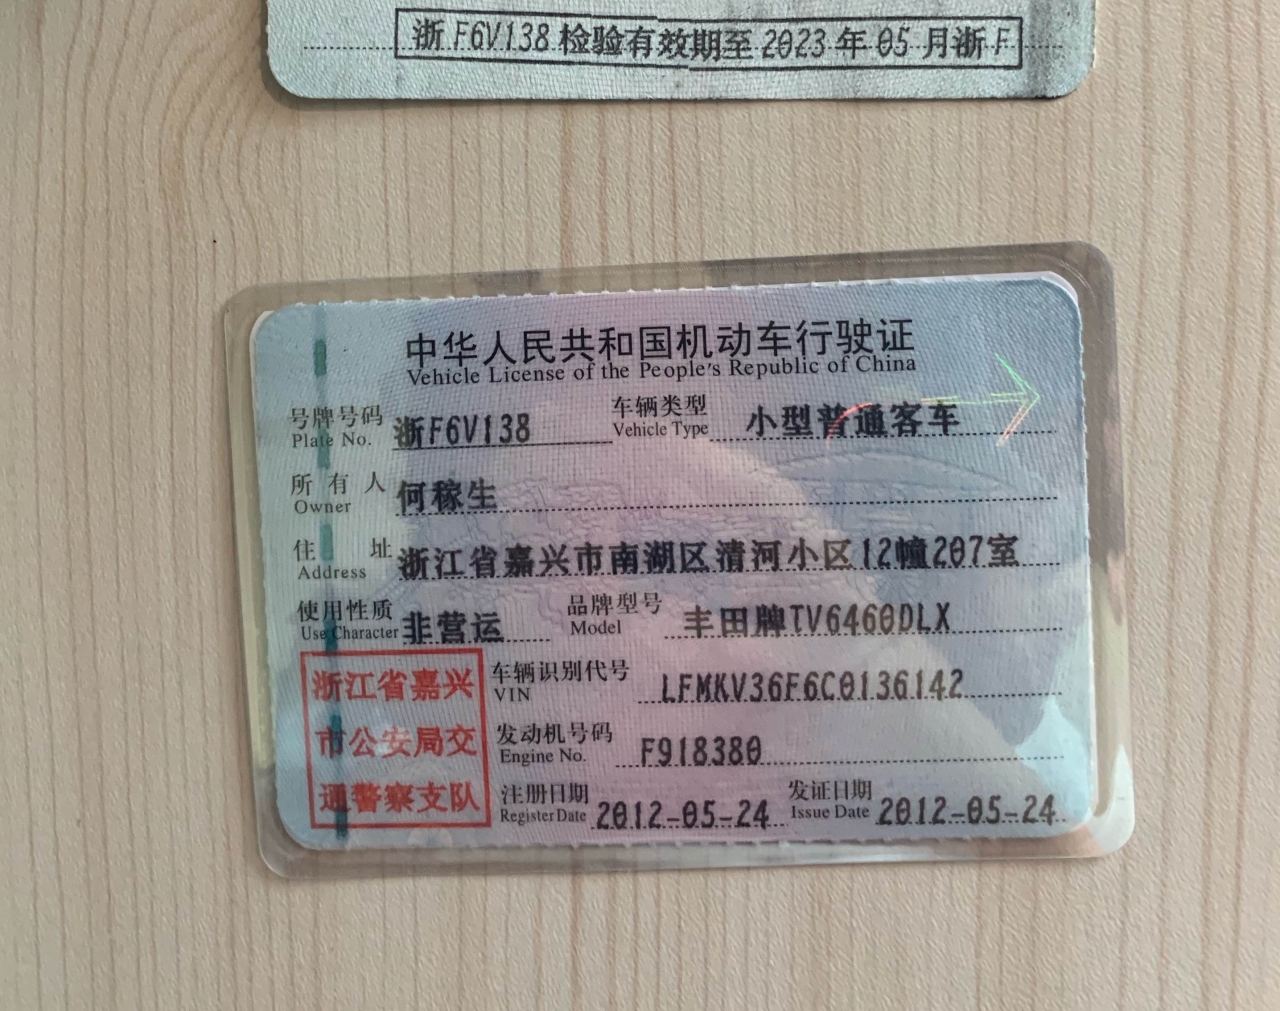 浙F6V138检验有效期至2023年05月浙F
中华人民共和国机动车行驶证
Vehicle License of the People's Republic of China
号牌号码 浙F6V138 车辆类型 小型普通客车
Plate No. Vehicle Type
所有人 何稼生
Owner
住址 浙江省嘉兴市南湖区清河小区12幢207室
Address
使用性质 非营运 品牌型号 丰田牌TV6460DLX
Use Character Model
浙江省嘉兴 车辆识别代号 LFMKV36F6C0136142
VIN
市公安局交 发动机号码 F918380
Engine No.
通警察支队 注册日期 2012-05-24 发证日期 2012-05-24
Register Date Issue Date